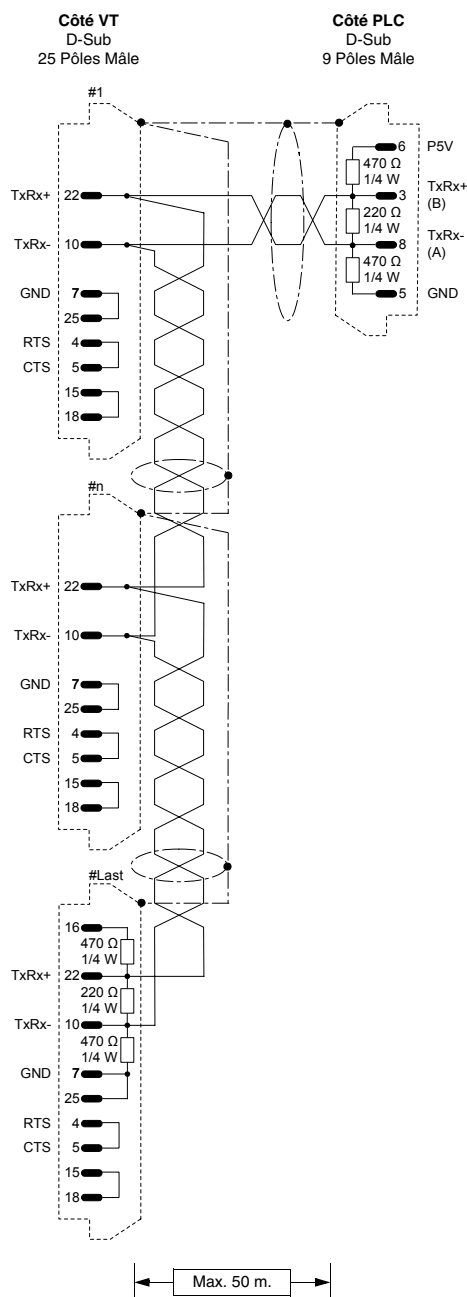 Côté VT
D-Sub
25 Pôles Mâle
Côté PLC
D-Sub
9 Pôles Mâle
#1
TxRx+ 22
TxRx- 10
GND 7
25
RTS 4
CTS 5
15
18
6 P5V
470 Ω
1/4 W
3 TxRx+
(B)
220 Ω
1/4 W
8 TxRx-
(A)
470 Ω
1/4 W
5 GND
#n
TxRx+ 22
TxRx- 10
GND 7
25
RTS 4
CTS 5
15
18
#Last
16
470 Ω
1/4 W
TxRx+ 22
220 Ω
1/4 W
TxRx- 10
470 Ω
1/4 W
GND 7
25
RTS 4
CTS 5
15
18
Max. 50 m.